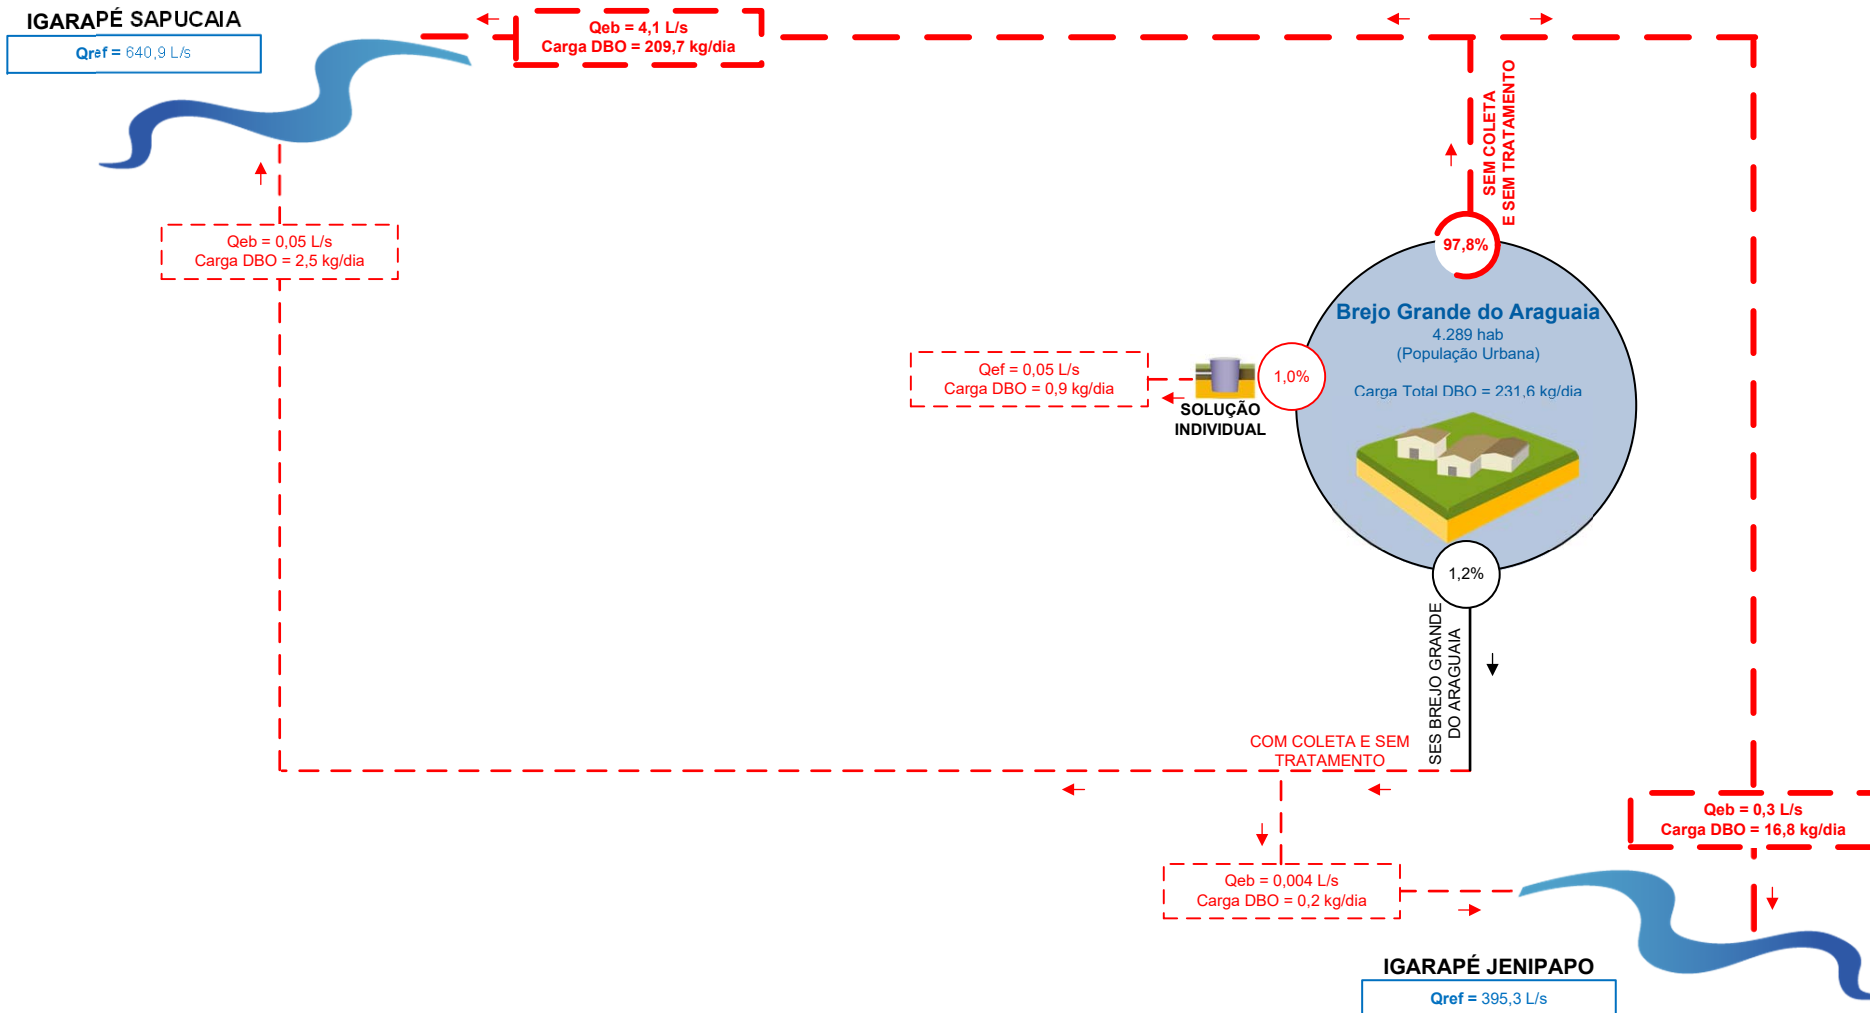 IGARAPÉ SAPUCAIA
Qref = 640,9 L/s
Qeb = 4,1 L/s
Carga DBO = 209,7 kg/dia
SEM COLETA
E SEM TRATAMENTO
Qeb = 0,05 L/s
Carga DBO = 2,5 kg/dia
97,8%
Brejo Grande do Araguaia
4.289 hab
(População Urbana)
Carga Total DBO = 231,6 kg/dia
Qef = 0,05 L/s
Carga DBO = 0,9 kg/dia
1,0%
SOLUÇÃO
INDIVIDUAL
1,2%
SES BREJO GRANDE
DO ARAGUAIA
COM COLETA E SEM
TRATAMENTO
Qeb = 0,3 L/s
Carga DBO = 16,8 kg/dia
Qeb = 0,004 L/s
Carga DBO = 0,2 kg/dia
IGARAPÉ JENIPAPO
Qref = 395,3 L/s